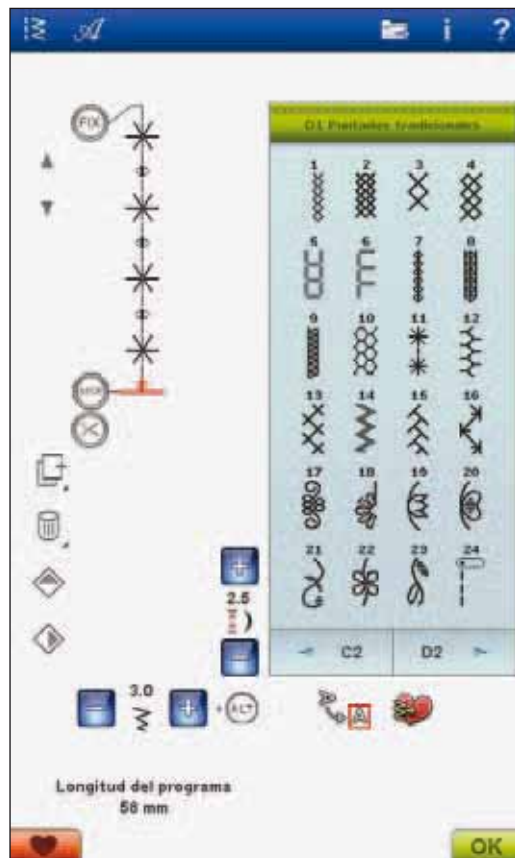 ?
FIX
D1 Puntadas tradicionales
1 2 3 4
5 6 7 8
9 10 11 12
13 14 15 16
17 18 19 20
21 22 23 24
C2 D2
STOP
2.5
3.0
ALT
A
Longitud del programa
58 mm
OK